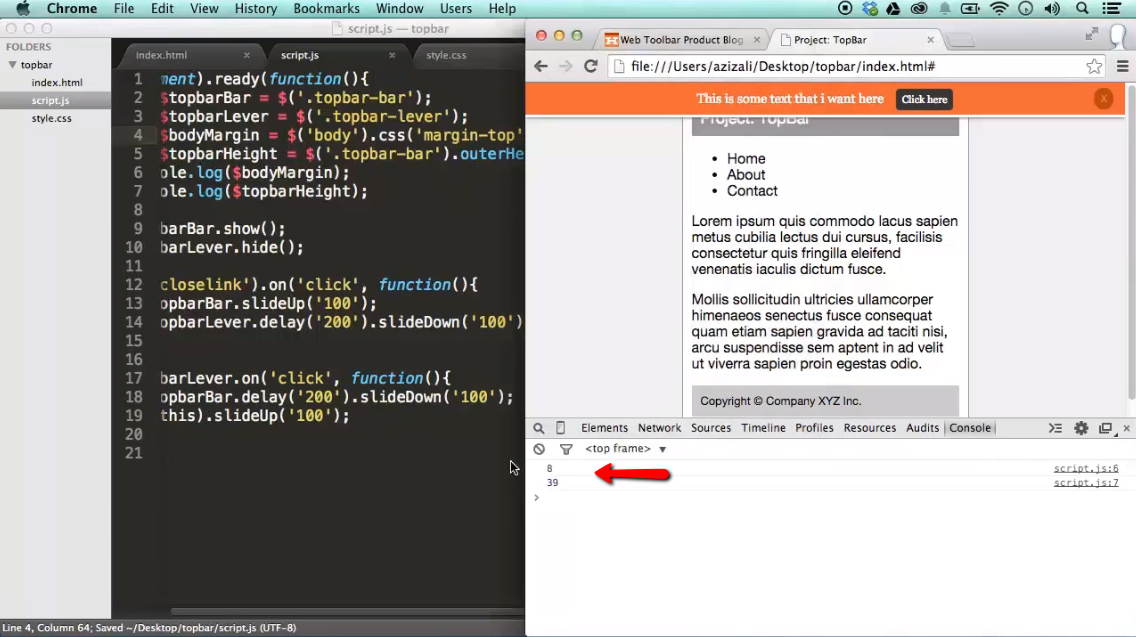 Chrome File Edit View History Bookmarks Window Users Help
script.js — topbar
FOLDERS
topbar
index.html
script.js
style.css
index.html × script.js × style.css
1 ment).ready(function(){
2 $topbarBar = $('.topbar-bar');
3 $topbarLever = $('.topbar-lever');
4 $bodyMargin = $('body').css('margin-top'
5 $topbarHeight = $('.topbar-bar').outerHe
6 ole.log($bodyMargin);
7 ole.log($topbarHeight);
8
9 barBar.show();
10 barLever.hide();
11
12 closelink').on('click', function(){
13 opbarBar.slideUp('100');
14 opbarLever.delay('200').slideDown('100')
15
16
17 barLever.on('click', function(){
18 opbarBar.delay('200').slideDown('100');
19 this).slideUp('100');
20
21
Line 4, Column 64; Saved ~/Desktop/topbar/script.js (UTF-8)
Web Toolbar Product Blog × Project: TopBar ×
file:///Users/azizali/Desktop/topbar/index.html#
This is some text that i want here Click here X
Project: TopBar
• Home
• About
• Contact
Lorem ipsum quis commodo lacus sapien
metus cubilia lectus dui cursus, facilisis
consectetur quis fringilla eleifend
venenatis iaculis dictum fusce.
Mollis sollicitudin ultricies ullamcorper
himenaeos senectus fusce consequat
quam etiam sapien gravida ad taciti nisi,
arcu suspendisse sem aptent in ad velit
ut viverra sapien proin egestas odio.
Copyright © Company XYZ Inc.
Elements Network Sources Timeline Profiles Resources Audits Console
<top frame>
8 script.js:6
39 script.js:7